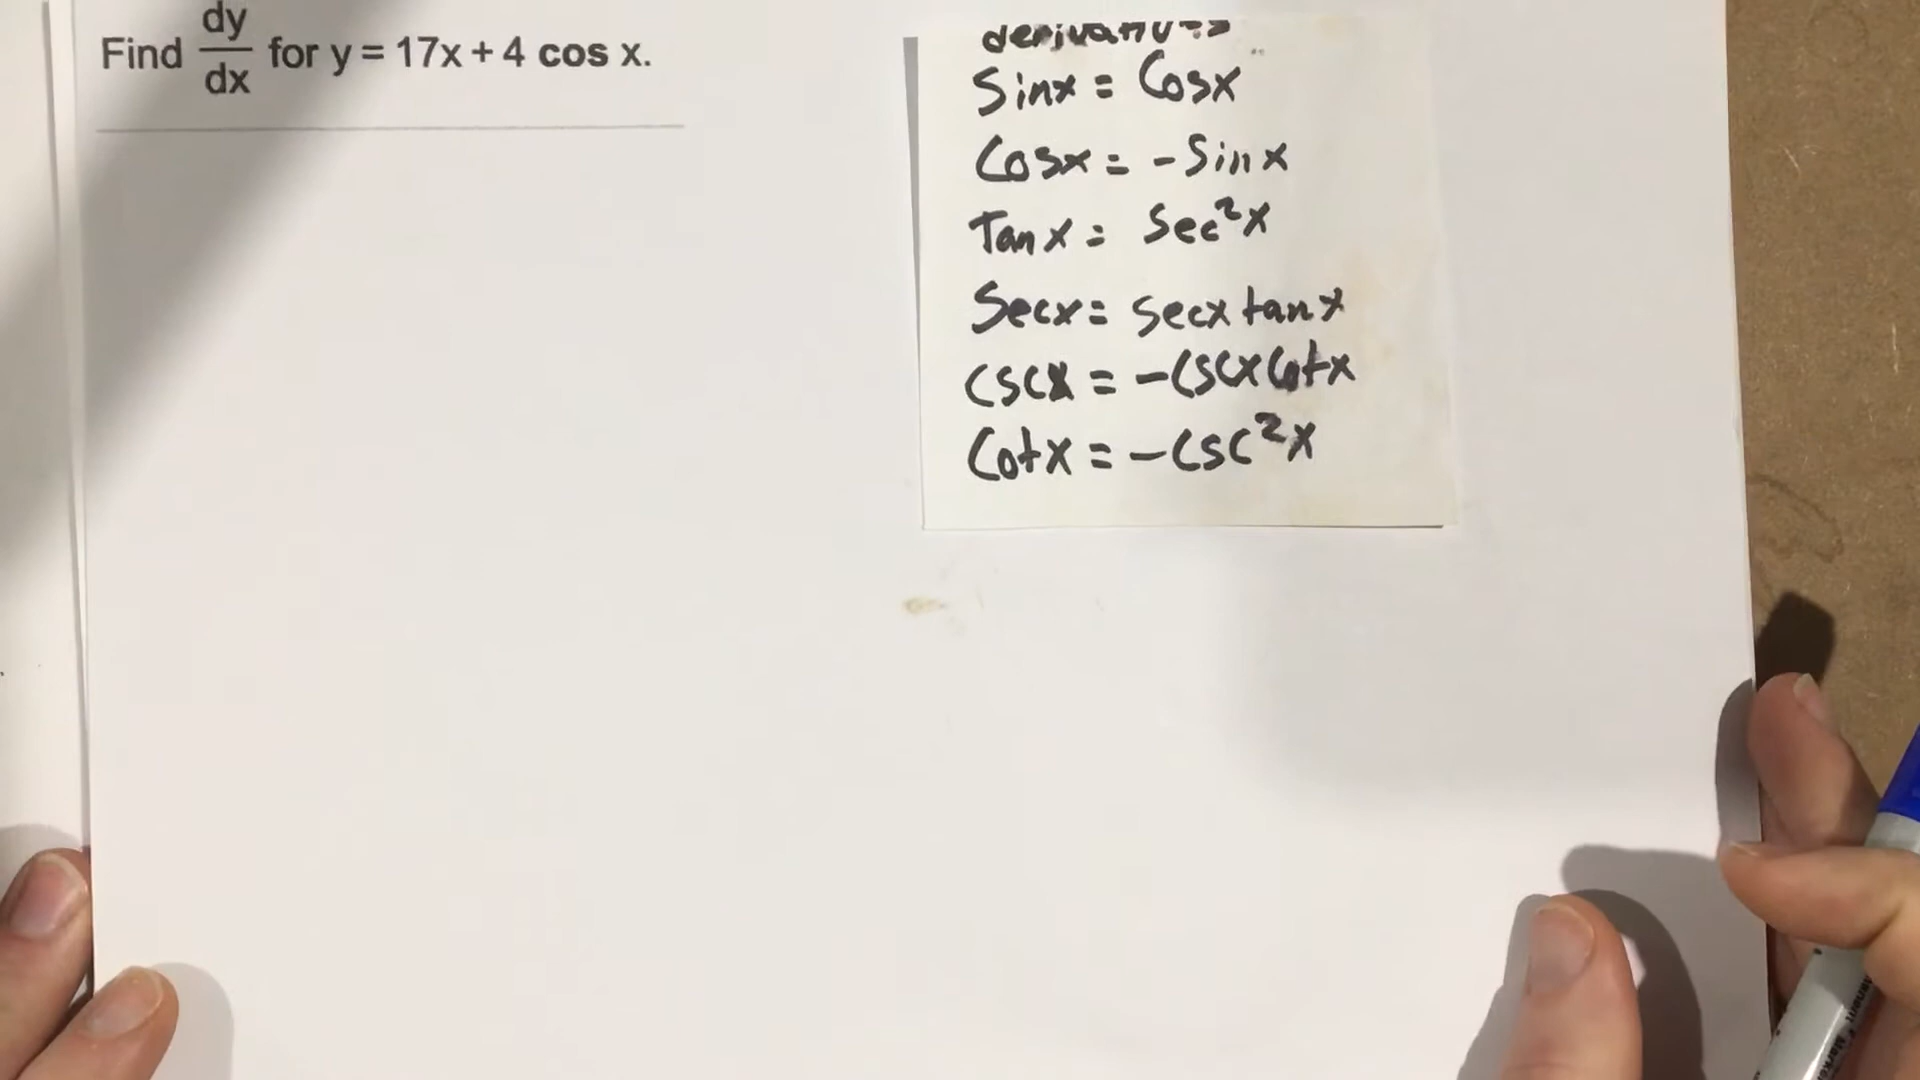 Find dy/dx for y = 17x + 4 cos x.
derivatives
Sinx = Cosx
Cosx = -Sinx
Tanx = Sec²x
Secx = Secx tanx
Cscx = -Cscx Cotx
Cotx = -Csc²x